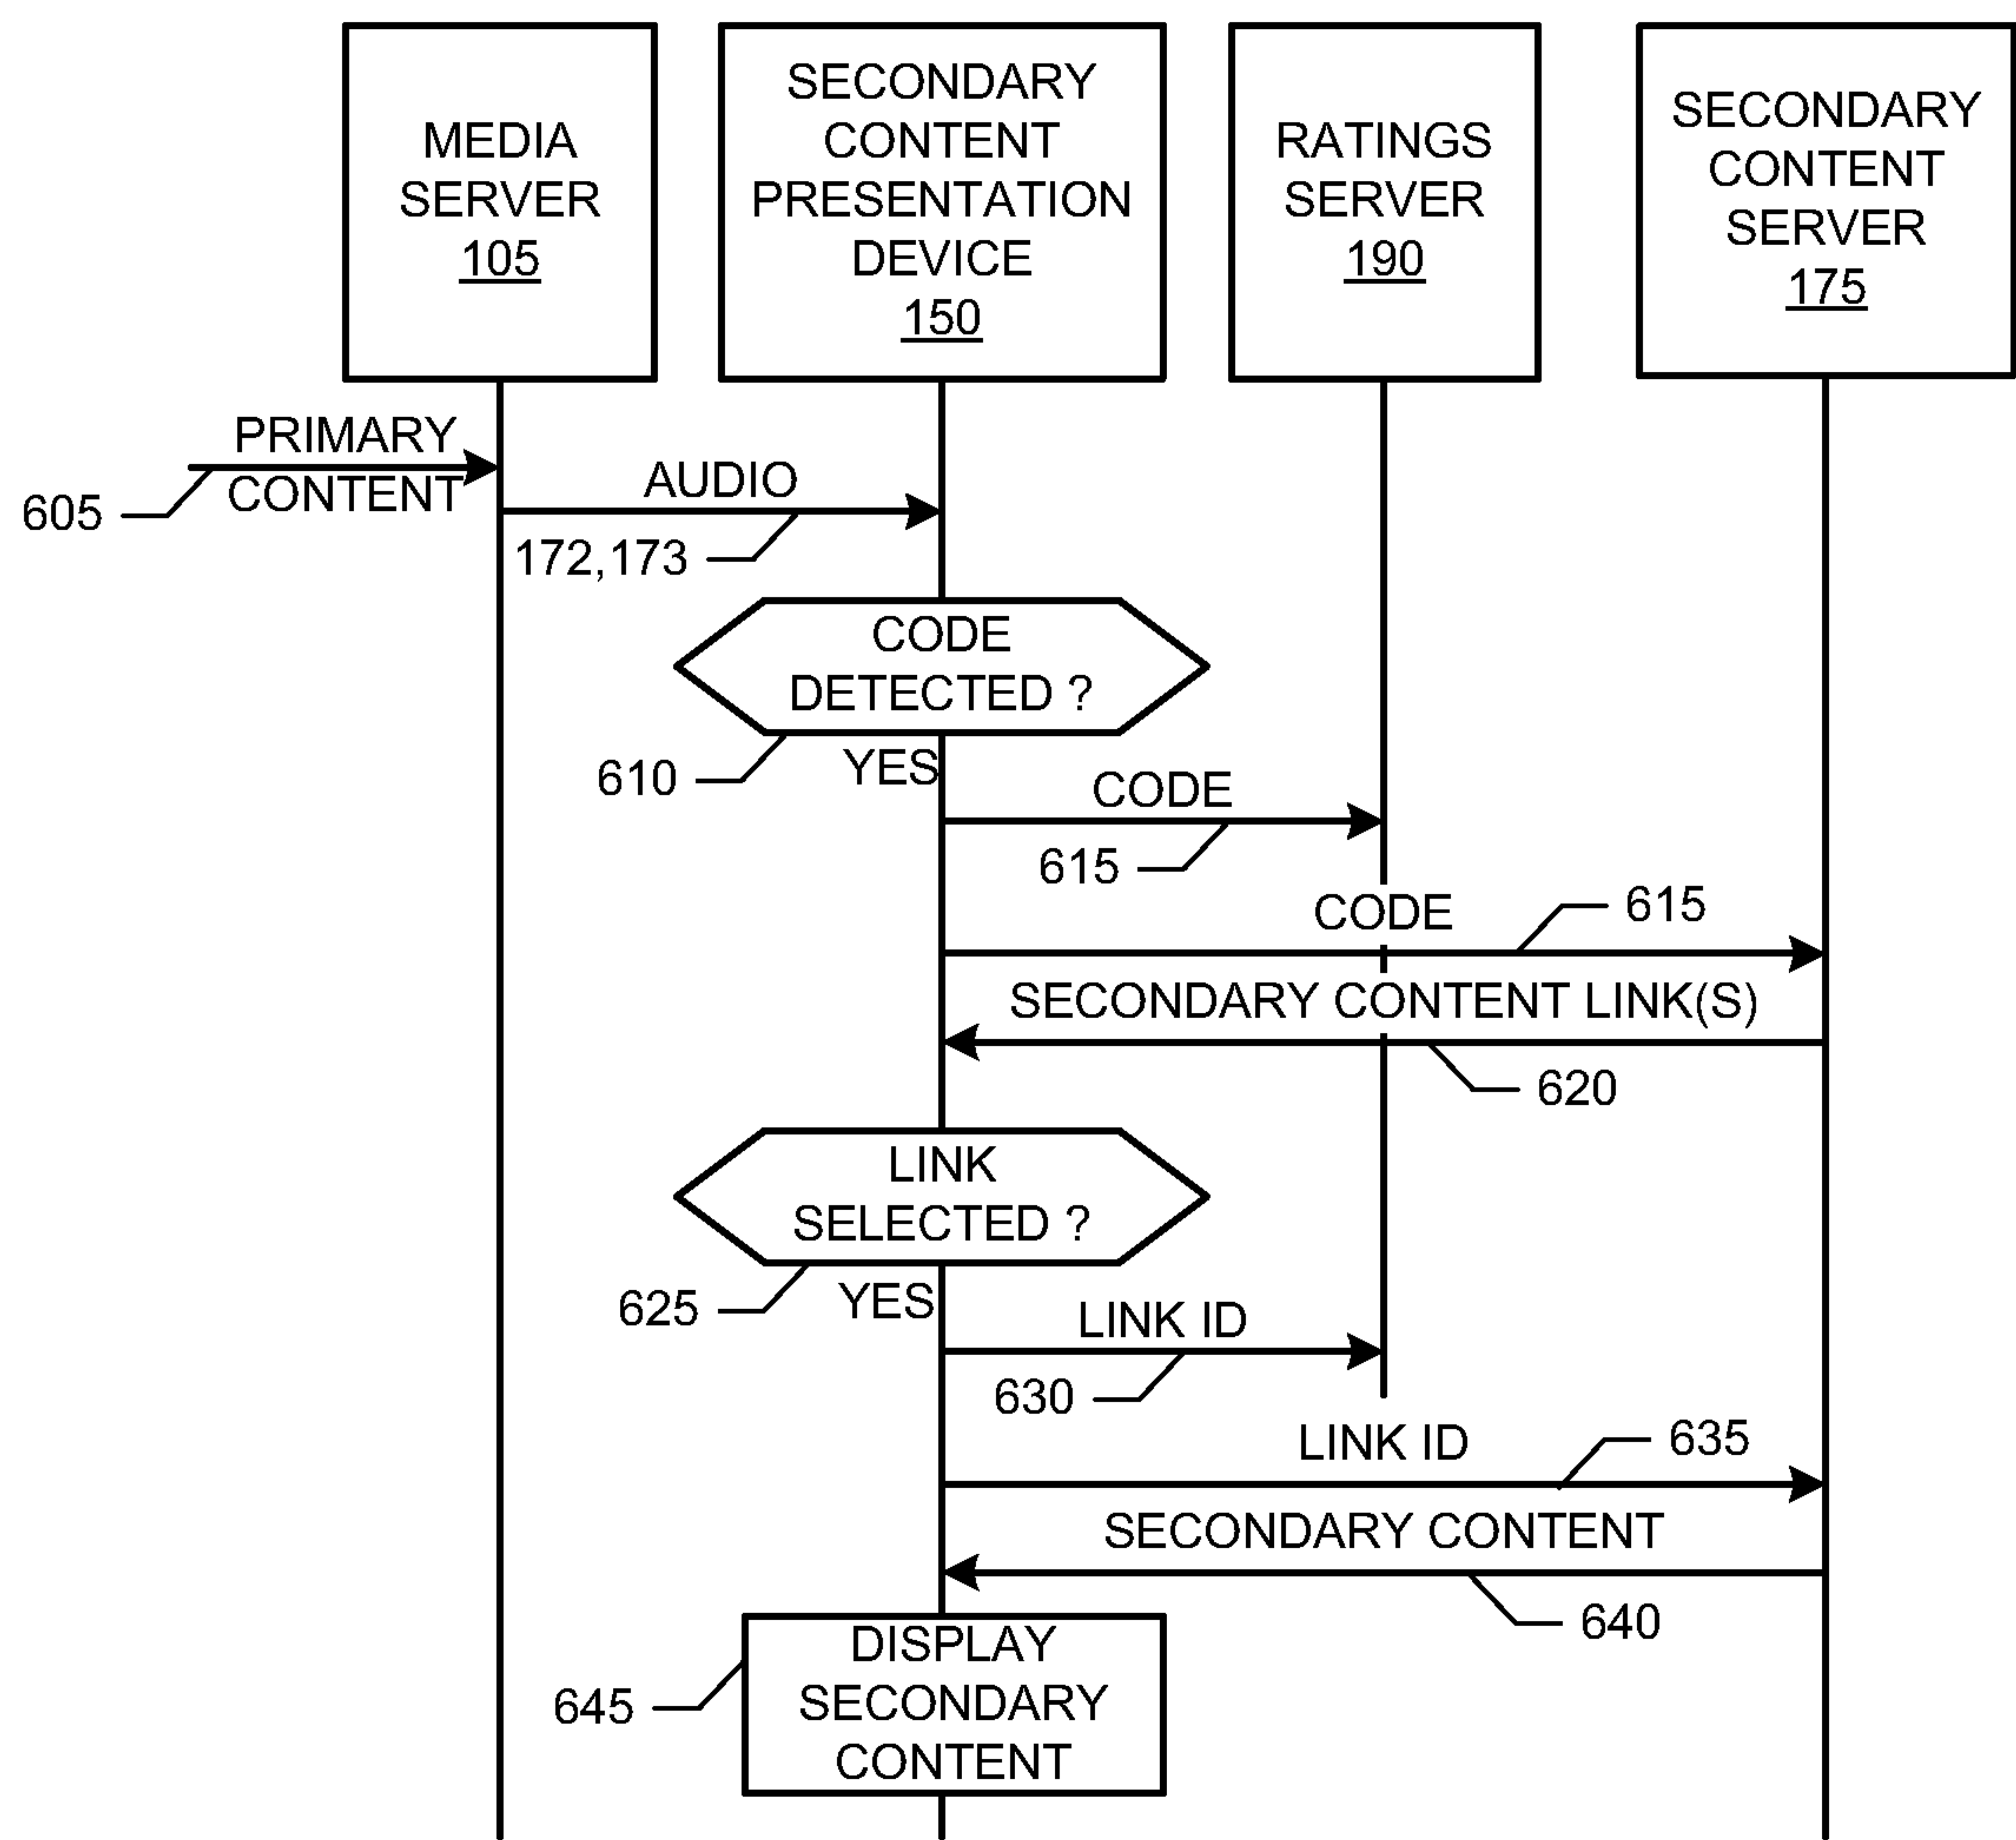 MEDIA
SERVER
105
SECONDARY
CONTENT
PRESENTATION
DEVICE
150
RATINGS
SERVER
190
SECONDARY
CONTENT
SERVER
175
PRIMARY
CONTENT
605
AUDIO
172,173
CODE
DETECTED ?
610
YES
CODE
615
CODE
615
SECONDARY CONTENT LINK(S)
620
LINK
SELECTED ?
625
YES
LINK ID
630
LINK ID
635
SECONDARY CONTENT
640
DISPLAY
SECONDARY
CONTENT
645